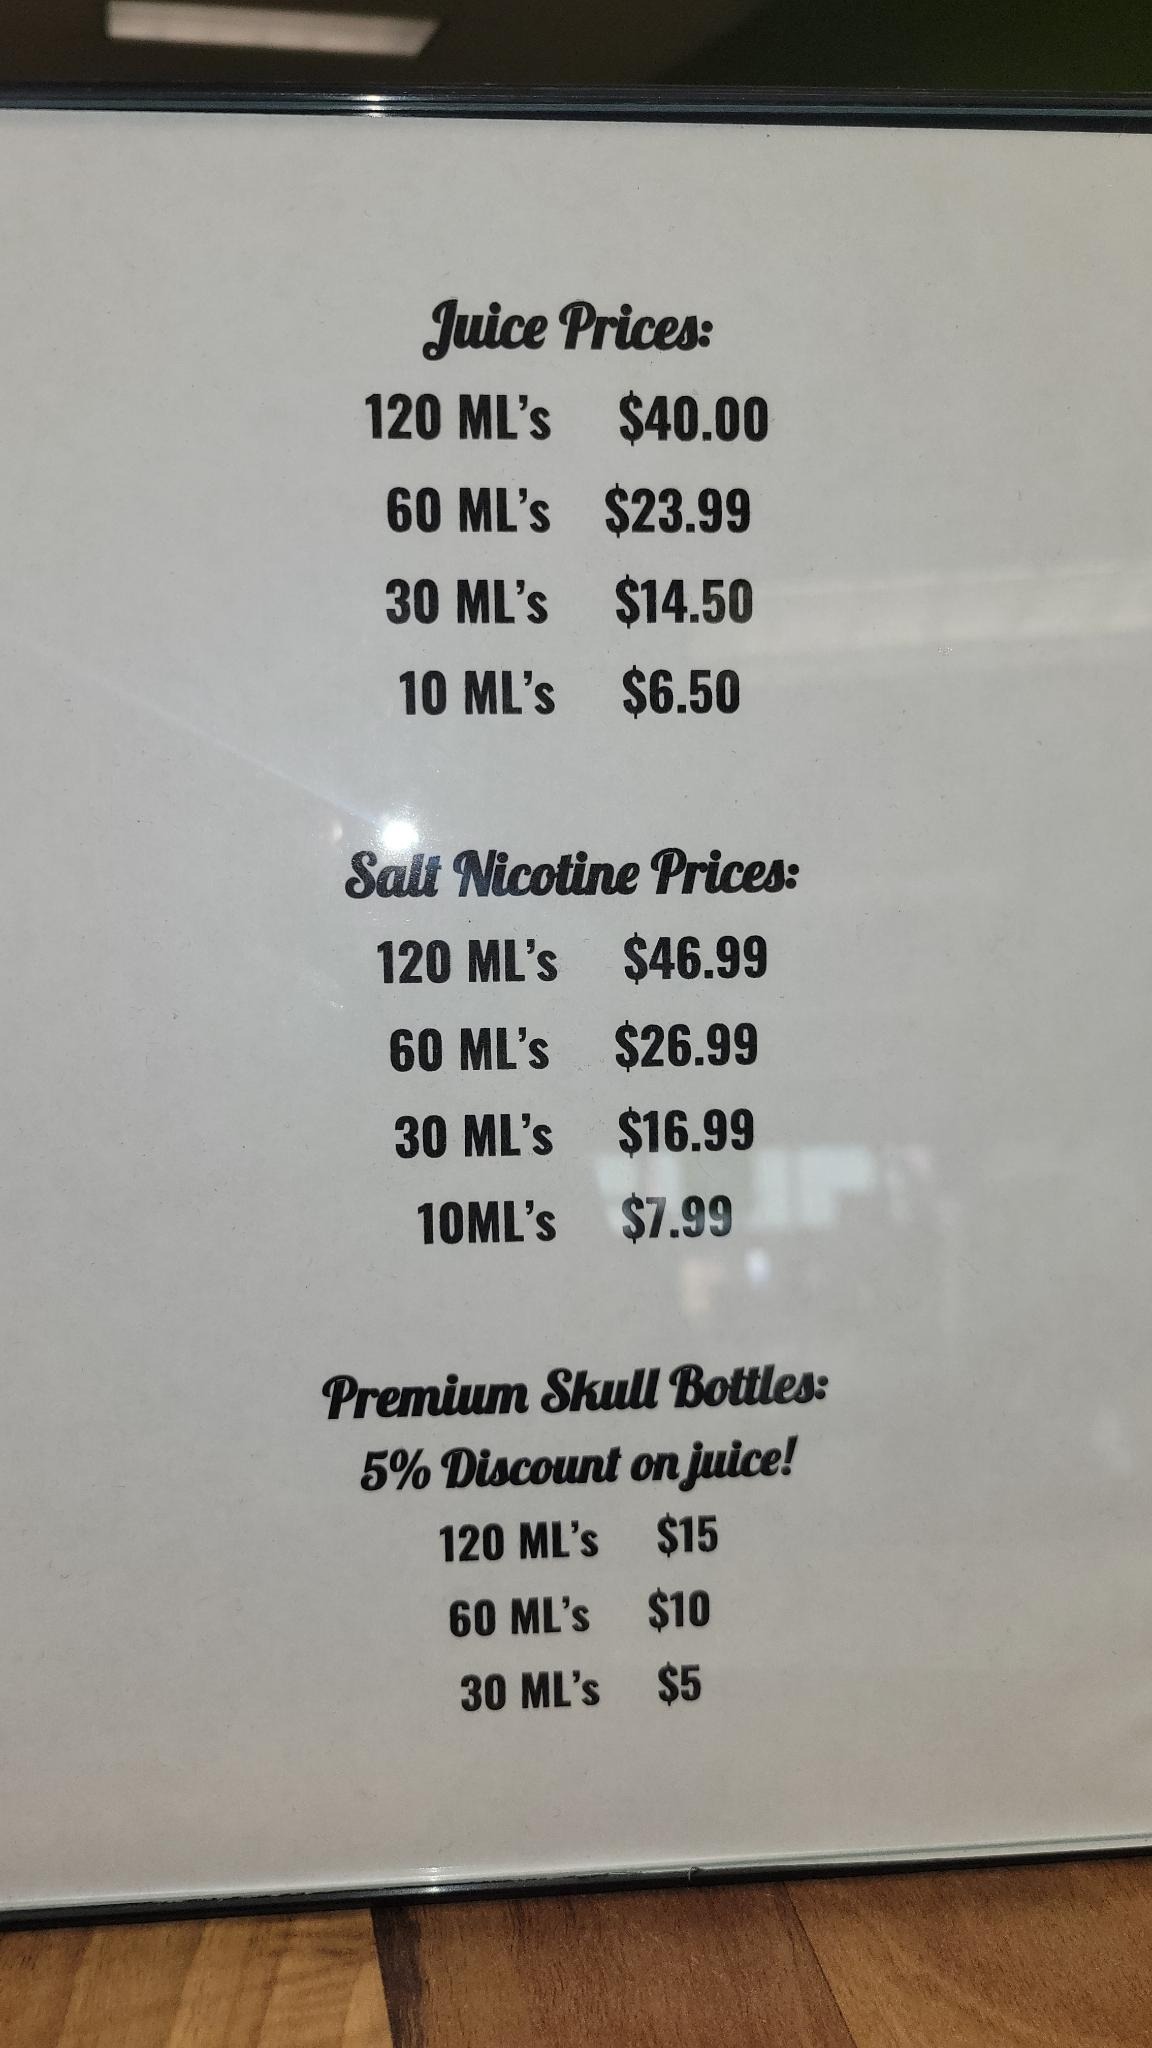 Juice Prices:
120 ML's $40.00
60 ML's $23.99
30 ML's $14.50
10 ML's $6.50
Salt Nicotine Prices:
120 ML's $46.99
60 ML's $26.99
30 ML's $16.99
10ML's $7.99
Premium Skull Bottles:
5% Discount on juice!
120 ML's $15
60 ML's $10
30 ML's $5